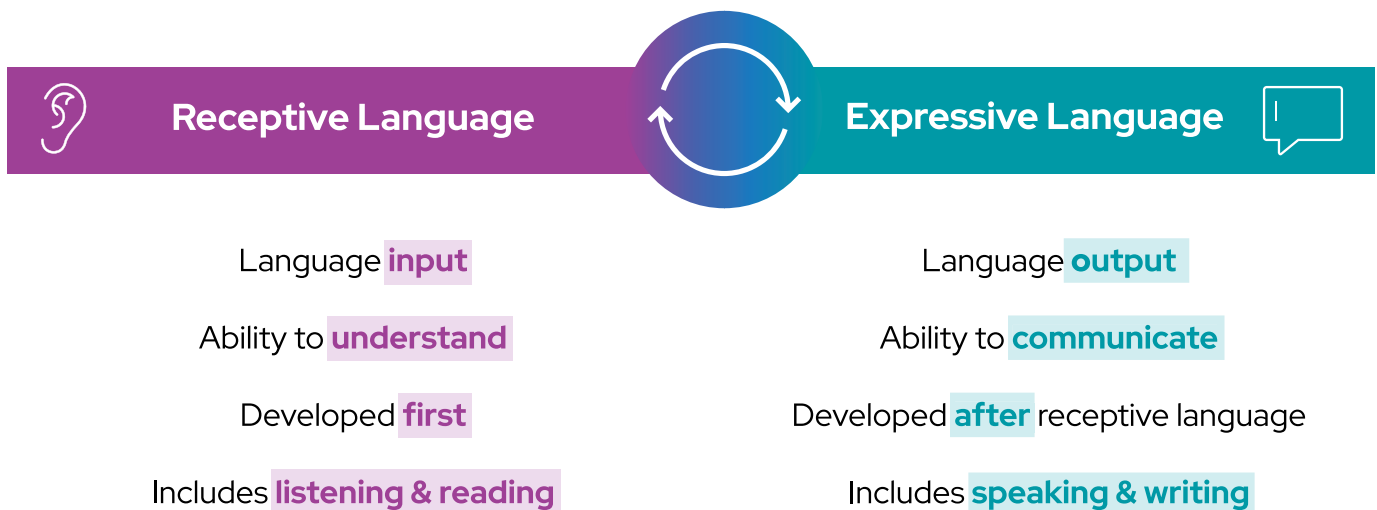 Receptive Language
Expressive Language
Language input
Ability to understand
Developed first
Includes listening & reading
Language output
Ability to communicate
Developed after receptive language
Includes speaking & writing